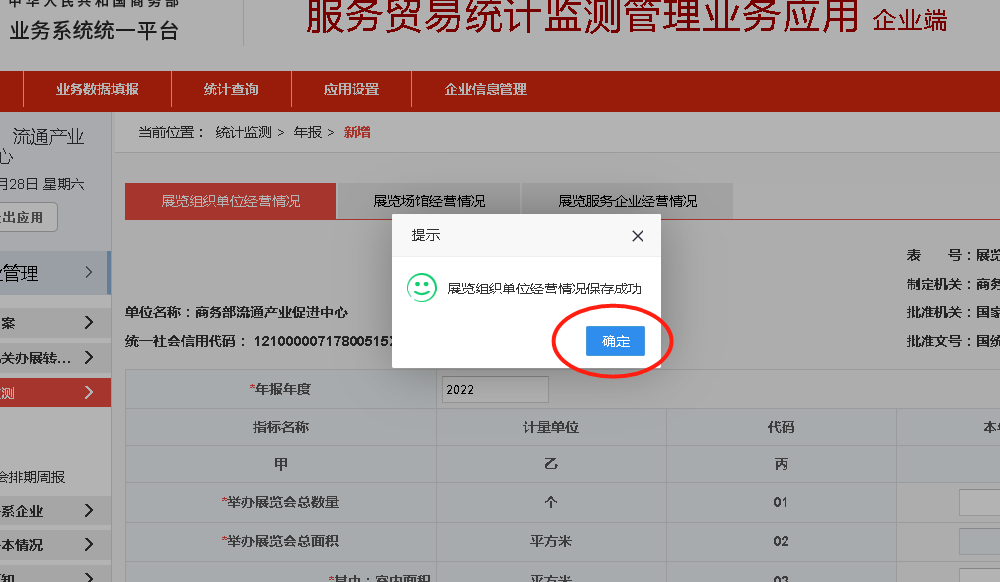 中华人民共和国商务部
业务系统统一平台
服务贸易统计监测管理业务应用 企业端
业务数据填报 统计查询 应用设置 企业信息管理
流通产业
心
月28日 星期六
出应用
业管理
案
关办展转...
测
会排期周报
系企业
本情况
知
当前位置： 统计监测 > 年报 > 新增
展览组织单位经营情况 展览场馆经营情况 展览服务企业经营情况
表 号：展览
制定机关：商务
批准机关：国家
批准文号：国统
单位名称：商务部流通产业促进中心
统一社会信用代码： 12100000717800515
提示
展览组织单位经营情况保存成功
确定
*年报年度 2022
指标名称 计量单位 代码 本年
甲 乙 丙
*举办展览会总数量 个 01
*举办展览会总面积 平方米 02
*其中：室内面积 平方米 03